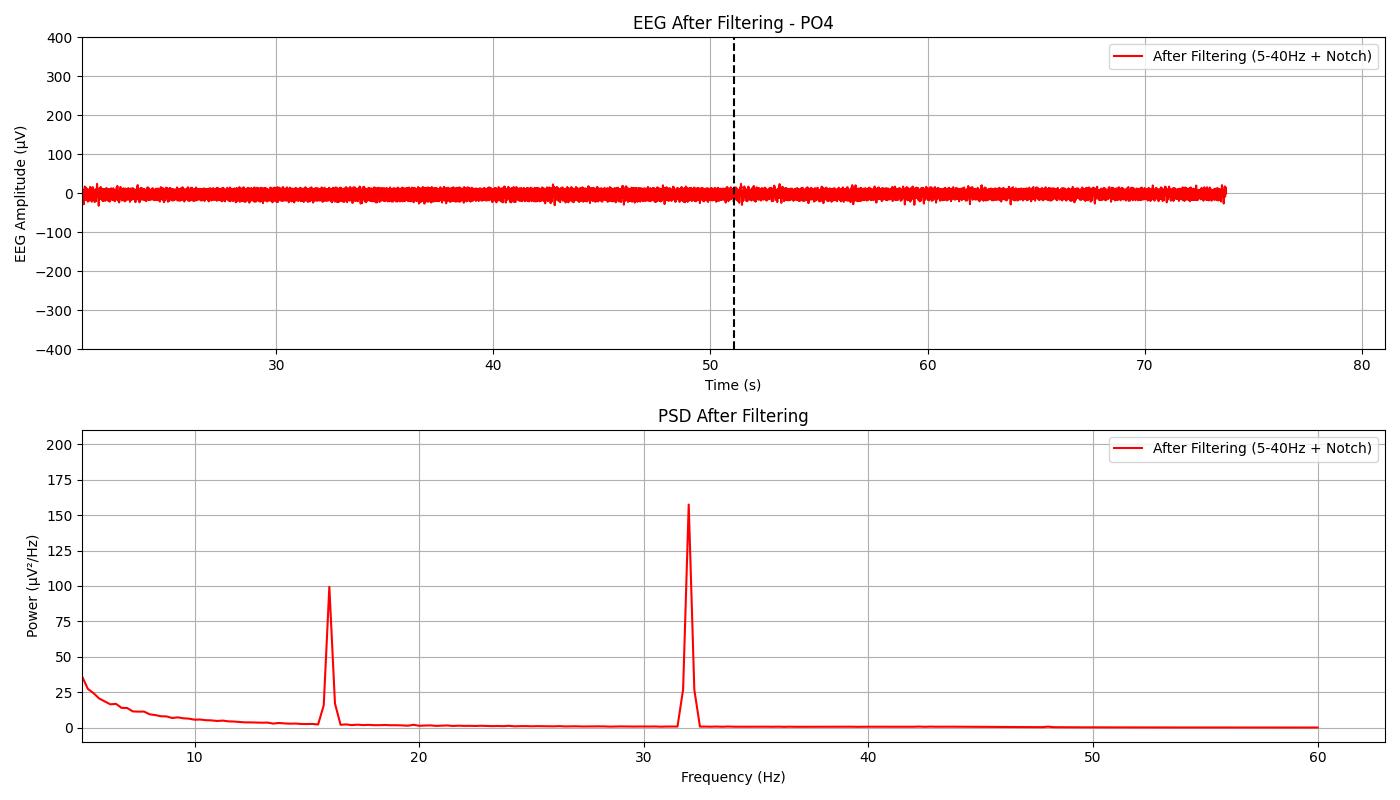 EEG After Filtering - PO4
After Filtering (5-40Hz + Notch)
EEG Amplitude (µV)
400
300
200
100
0
−100
−200
−300
−400
30 40 50 60 70 80
Time (s)
PSD After Filtering
After Filtering (5-40Hz + Notch)
Power (µV²/Hz)
200
175
150
125
100
75
50
25
0
10 20 30 40 50 60
Frequency (Hz)